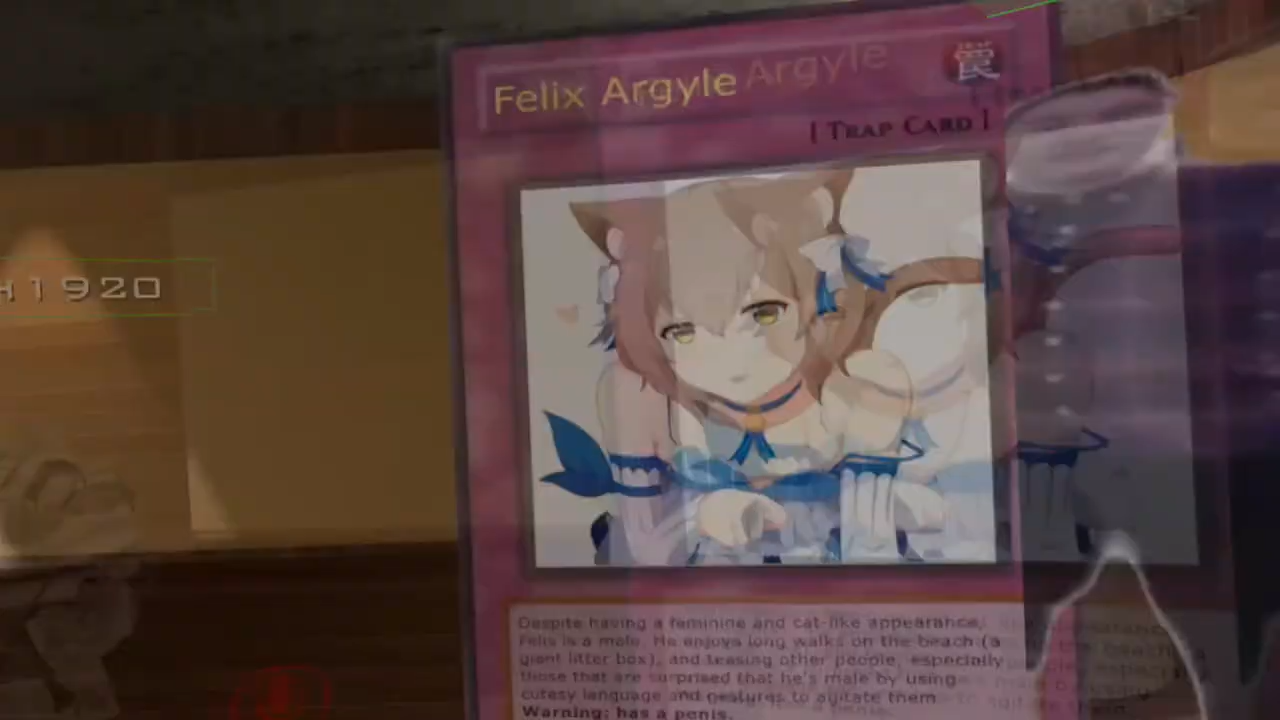 Felix Argyle
Argyle
罠
[ Trap Card ]
H1920
Despite having a feminine and cat-like appearance,
Felix is a male. He enjoys long walks on the beach (a
giant litter box), and teasing other people, especially
those that are surprised that he's male by using
cutesy language and gestures to agitate them.
Warning: has a penis.